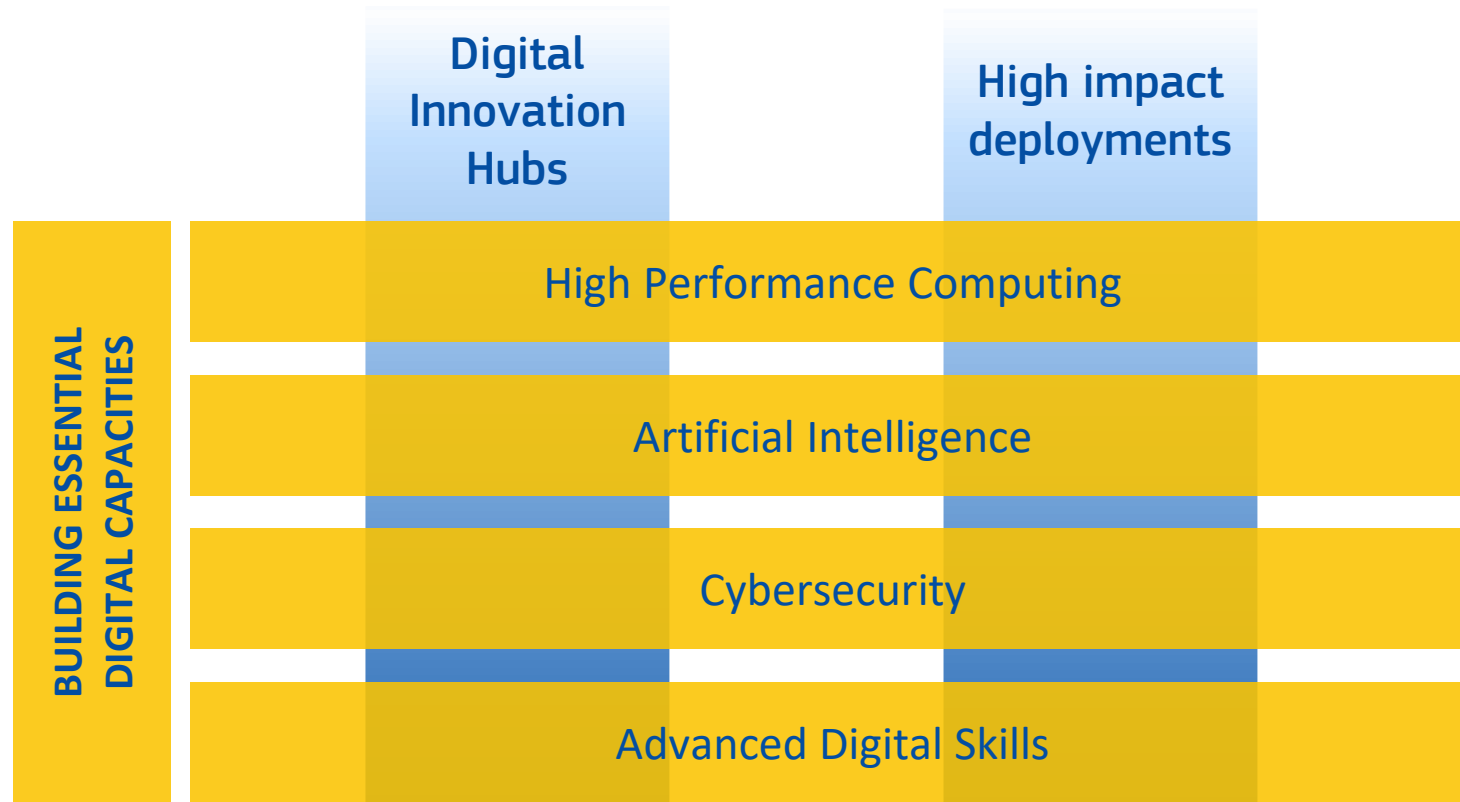 Digital
Innovation
Hubs
High impact
deployments
BUILDING ESSENTIAL
DIGITAL CAPACITIES
High Performance Computing
Artificial Intelligence
Cybersecurity
Advanced Digital Skills